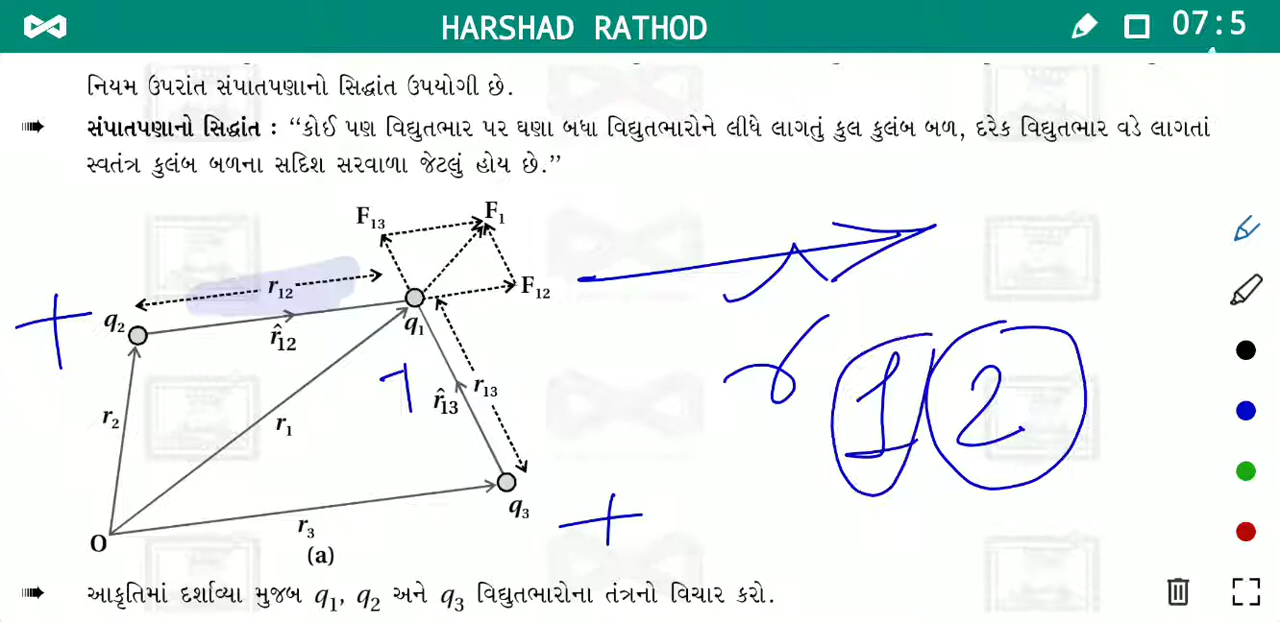 HARSHAD RATHOD
07:5
નિયમ ઉપરાંત સંપાતપણાનો સિદ્ધાંત ઉપયોગી છે.
➠ સંપાતપણાનો સિદ્ધાંત : “કોઈ પણ વિદ્યુતભાર પર ઘણા બધા વિદ્યુતભારોને લીધે લાગતું કુલ કુલંબ બળ, દરેક વિદ્યુતભાર વડે લાગતાં
સ્વતંત્ર કુલંબ બળના સદિશ સરવાળા જેટલું હોય છે.”
F₁₃
F₁
r₁₂
F₁₂
+
q₂
q₁
r̂₁₂
r̂ 1 2
r₁₃
r̂₁₃
r₂
r₁
q₃
+
r₃
O
(a)
➠ આકૃતિમાં દર્શાવ્યા મુજબ q₁, q₂ અને q₃ વિદ્યુતભારોના તંત્રનો વિચાર કરો.